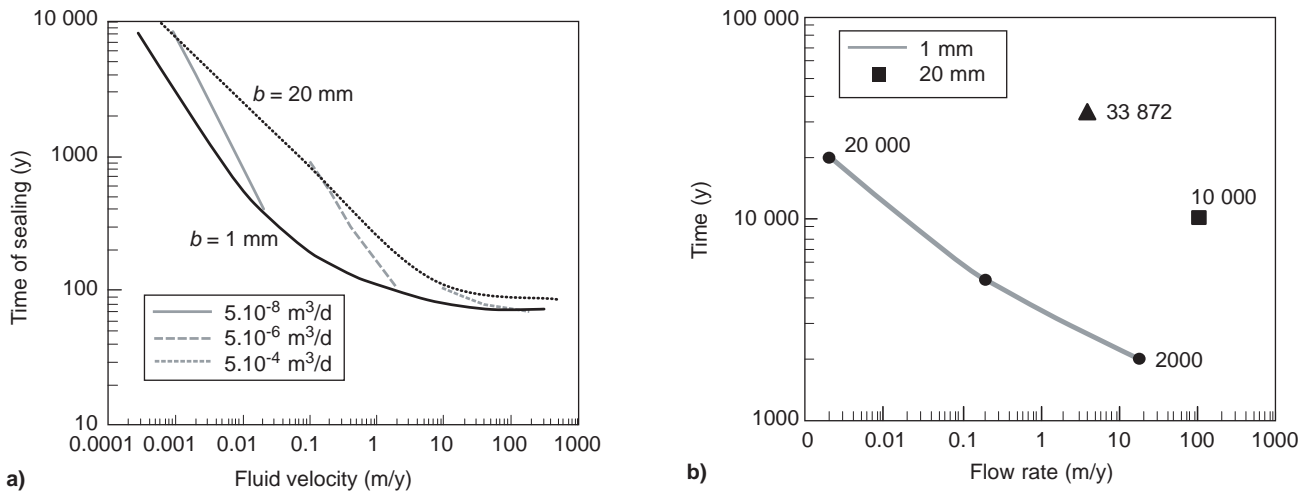 10 000
1000
100
10
Time of sealing (y)
b = 20 mm
b = 1 mm
5.10-8 m3/d
5.10-6 m3/d
5.10-4 m3/d
0.0001 0.001 0.01 0.1 1 10 100 1000
Fluid velocity (m/y)
a)
100 000
10 000
1000
Time (y)
1 mm
20 mm
33 872
20 000
10 000
2000
0 0.01 0.1 1 10 100 1000
Flow rate (m/y)
b)